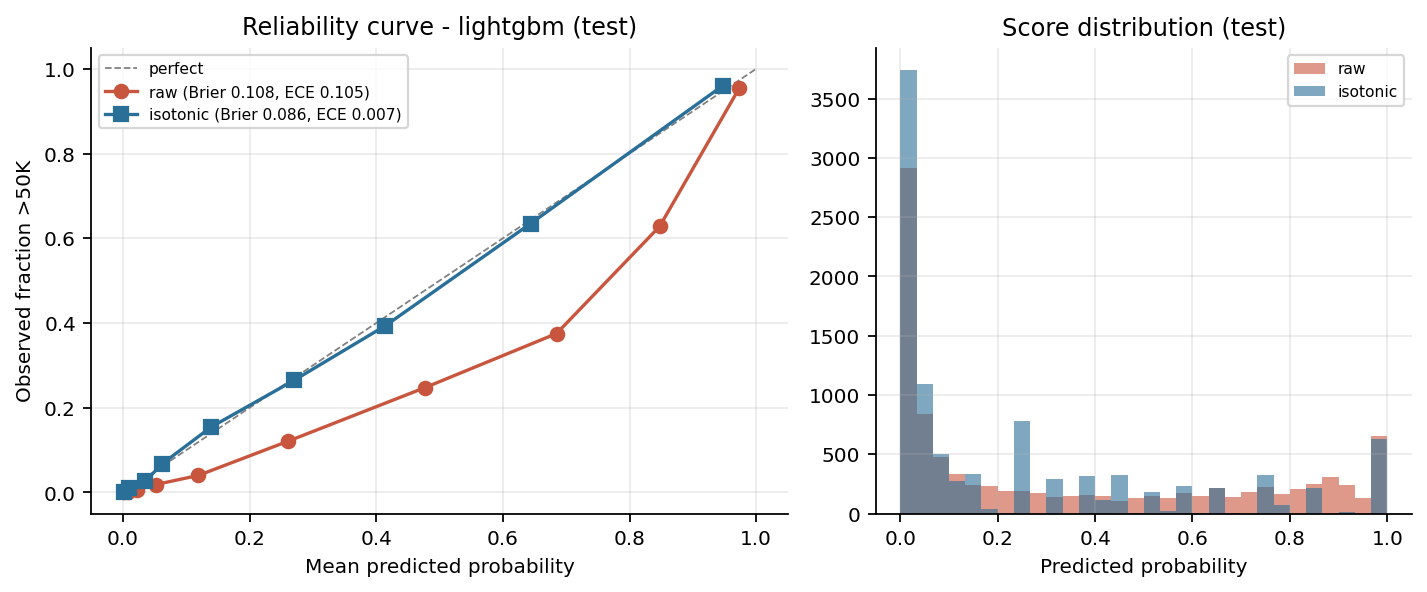 Reliability curve - lightgbm (test)
perfect
raw (Brier 0.108, ECE 0.105)
isotonic (Brier 0.086, ECE 0.007)
Observed fraction >50K
1.0
0.8
0.6
0.4
0.2
0.0
0.0 0.2 0.4 0.6 0.8 1.0
Mean predicted probability
Score distribution (test)
raw
isotonic
3500
3000
2500
2000
1500
1000
500
0
0.0 0.2 0.4 0.6 0.8 1.0
Predicted probability